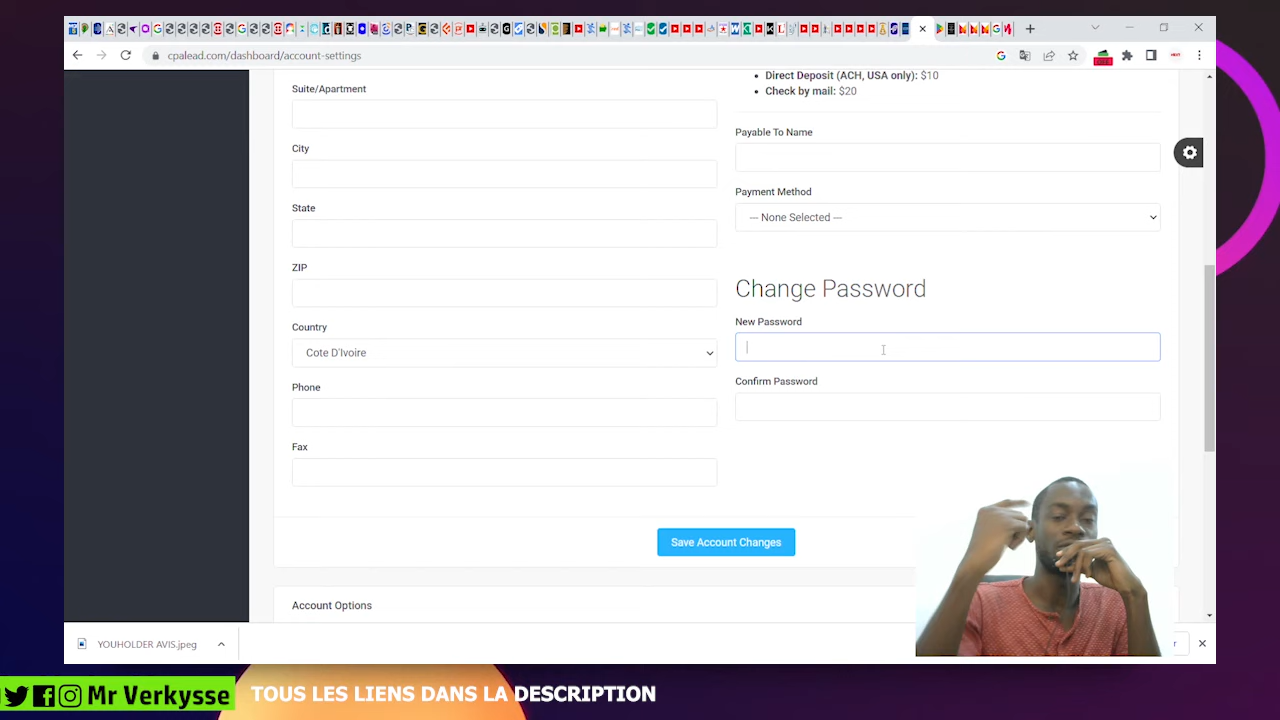 cpalead.com/dashboard/account-settings
Suite/Apartment
City
State
ZIP
Country
Cote D'Ivoire
Phone
Fax
Direct Deposit (ACH, USA only): $10
Check by mail: $20
Payable To Name
Payment Method
--- None Selected ---
Change Password
New Password
Confirm Password
Save Account Changes
Account Options
YOUHOLDER AVIS.jpeg
Mr Verkysse
TOUS LES LIENS DANS LA DESCRIPTION